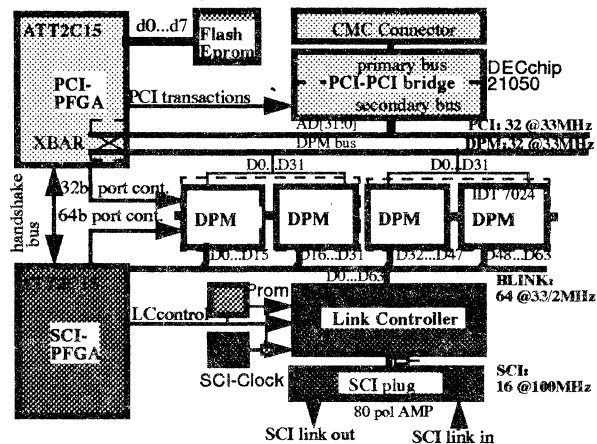 ATT2C15
d0...d7
Flash
Eprom
CMC Connector
PCI-
PFGA
PCI transactions
primary bus
PCI-PCI bridge
secondary bus
DECchip
21050
AD[31:0]
PCI: 32 @33MHz
XBAR
DPM bus
DPM: 32 @33MHz
D0...D31
D0...D31
32b port cont.
64b port cont.
IDT 7024
DPM
DPM
DPM
DPM
handshake
bus
D0...D15
D16...D31
D32...D47
D48...D63
D0...D63
BLINK:
64 @33/2MHz
Prom
LCcontrol
Link Controller
SCI-
PFGA
SCI-Clock
SCI:
16 @100MHz
SCI plug
80 pol AMP
SCI link out
SCI link in